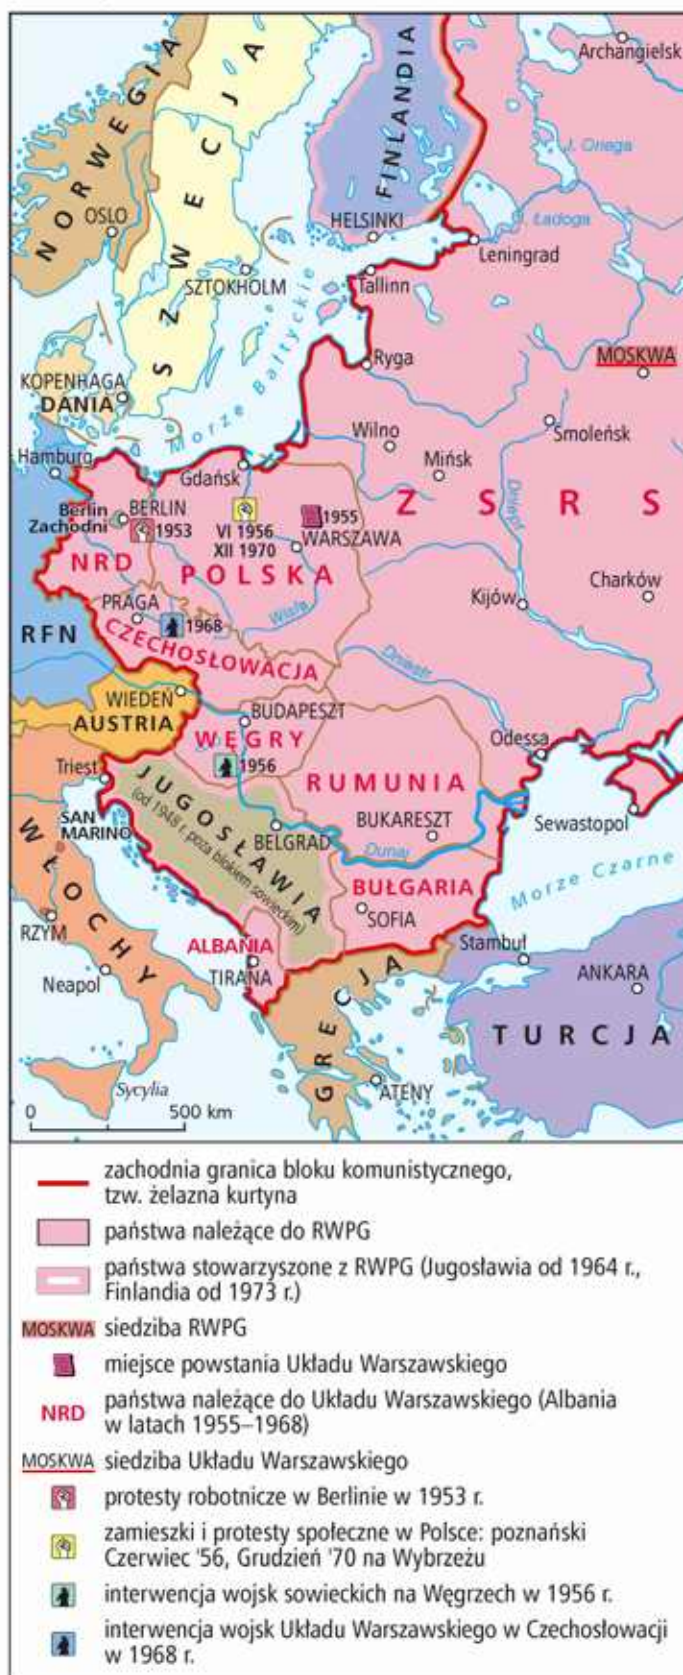 Archangielsk
NORWEGIA
SZWECJA
FINLANDIA
J. Onega
OSLO
HELSINKI
J. Ładoga
Leningrad
SZTOKHOLM
Tallinn
Morze Bałtyckie
Ryga
MOSKWA
KOPENHAGA
DANIA
Wilno
Smoleńsk
Hamburg
Gdańsk
Mińsk
ZSRS
Dniepr
Berlin
Zachodni
BERLIN
1953
VI 1956
XII 1970
1955
WARSZAWA
NRD
POLSKA
Charków
PRAGA
Kijów
Wisła
RFN
1968
CZECHOSŁOWACJA
Dniestr
WIEDEŃ
AUSTRIA
BUDAPESZT
WĘGRY
Odessa
Triest
1956
RUMUNIA
JUGOSŁAWIA
(od 1948 r. poza blokiem sowieckim)
SAN
MARINO
BELGRAD
BUKARESZT
Sewastopol
Dunaj
WŁOCHY
BUŁGARIA
Morze Czarne
RZYM
SOFIA
ALBANIA
Stambuł
Neapol
TIRANA
ANKARA
GRECJA
TURCJA
Sycylia
ATENY
0 500 km
zachodnia granica bloku komunistycznego,
tzw. żelazna kurtyna
państwa należące do RWPG
państwa stowarzyszone z RWPG (Jugosławia od 1964 r.,
Finlandia od 1973 r.)
MOSKWA siedziba RWPG
miejsce powstania Układu Warszawskiego
NRD państwa należące do Układu Warszawskiego (Albania
w latach 1955–1968)
MOSKWA siedziba Układu Warszawskiego
protesty robotnicze w Berlinie w 1953 r.
zamieszki i protesty społeczne w Polsce: poznański
Czerwiec '56, Grudzień '70 na Wybrzeżu
interwencja wojsk sowieckich na Węgrzech w 1956 r.
interwencja wojsk Układu Warszawskiego w Czechosłowacji
w 1968 r.